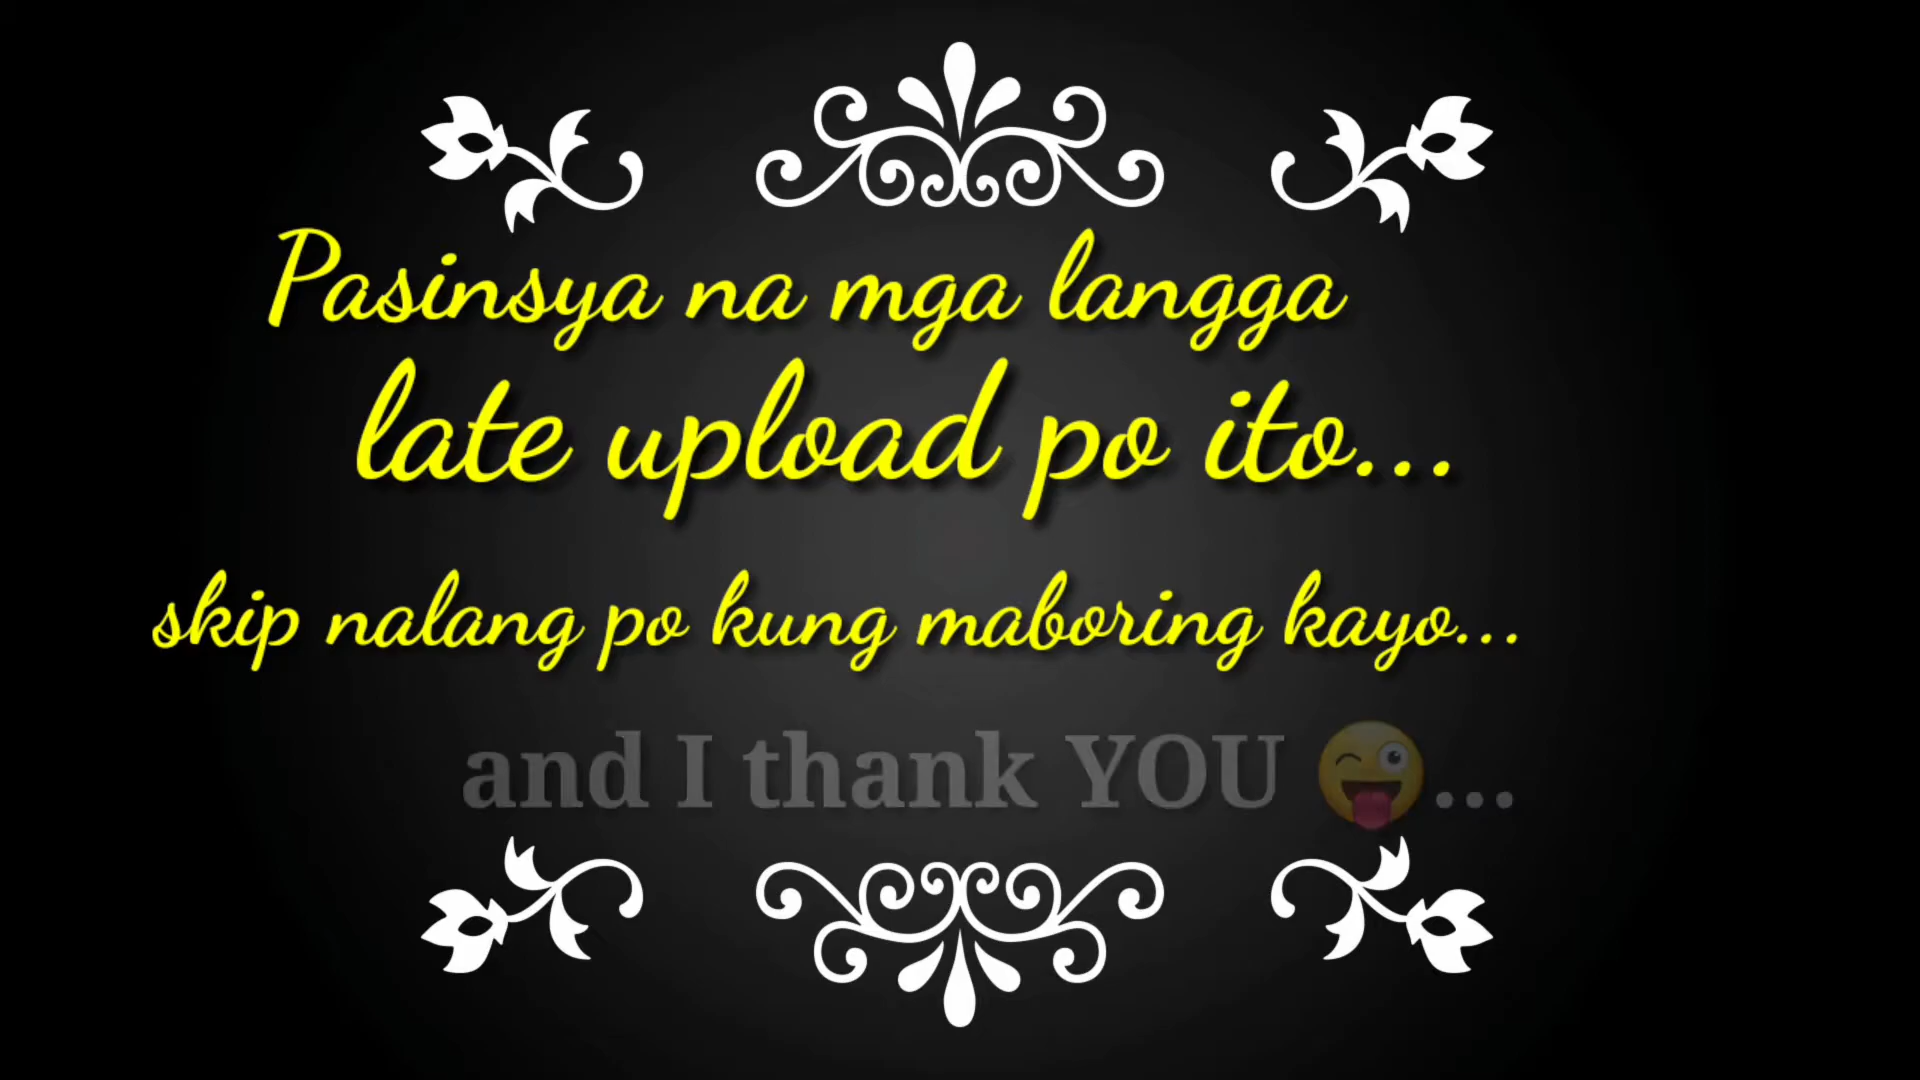 Pasinsya na mga langga
late upload po ito...
skip nalang po kung maboring kayo...
and I thank YOU 😜...